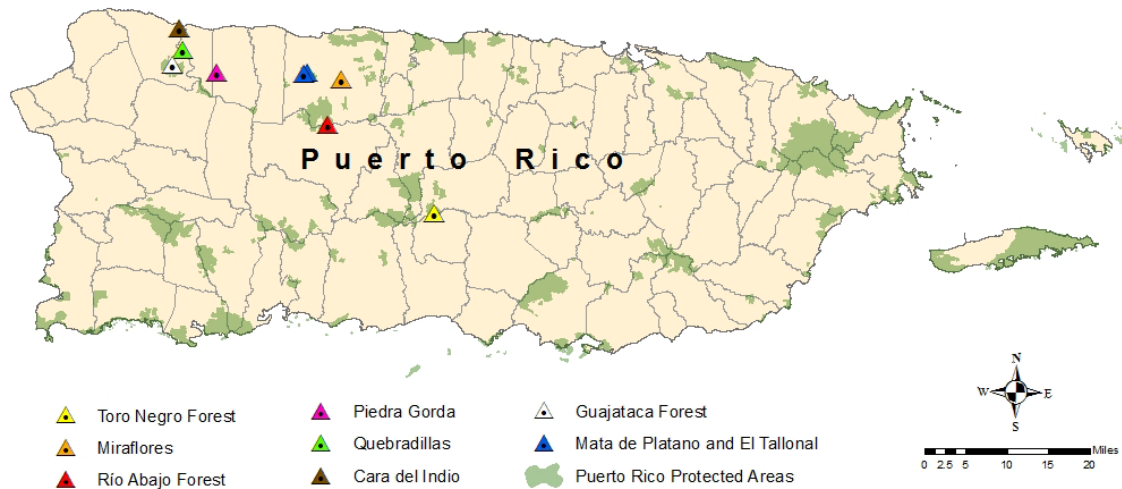 Puerto Rico
N
W E
S
Toro Negro Forest
Piedra Gorda
Guajataca Forest
Miraflores
Quebradillas
Mata de Platano and El Tallonal
Río Abajo Forest
Cara del Indio
Puerto Rico Protected Areas
Miles
0 2.5 5 10 15 20